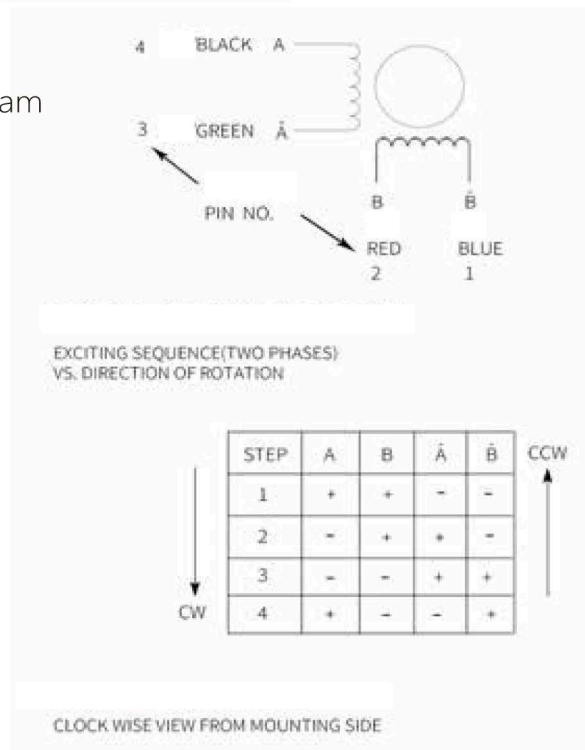 4 BLACK A
am
3 GREEN Ā
PIN NO.
B B̄
RED BLUE
2 1
EXCITING SEQUENCE(TWO PHASES)
VS. DIRECTION OF ROTATION
STEP A B Ā B̄ CCW
1 + + - -
2 - + + -
3 - - + +
CW 4 + - - +
CLOCK WISE VIEW FROM MOUNTING SIDE